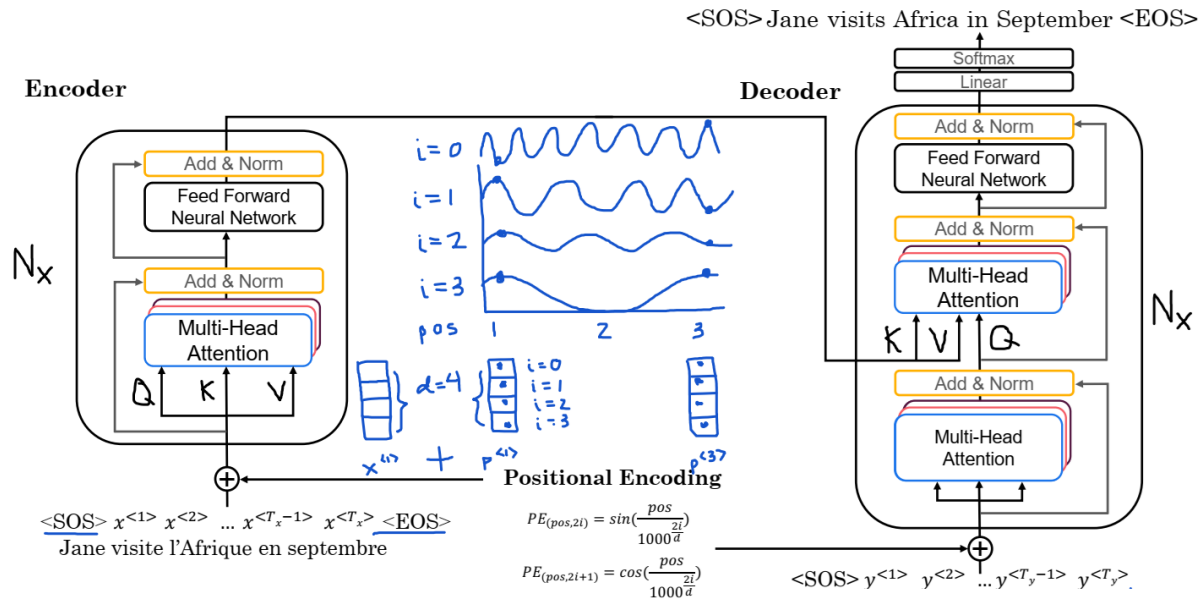 <SOS> Jane visits Africa in September <EOS>
Softmax
Linear
Encoder
Decoder
Add & Norm
Feed Forward
Neural Network
Add & Norm
Multi-Head
Attention
Q K V
Nx
<SOS> x<1> x<2> ... x<Tx-1> x<Tx> <EOS>
Jane visite l'Afrique en septembre
i=0
i=1
i=2
i=3
pos 1 2 3
d=4
i=0
i=1
i=2
i=3
x<1> + p<1> p<3>
Positional Encoding
PE(pos,2i) = sin(pos/1000^(2i/d))
PE(pos,2i+1) = cos(pos/1000^(2i/d))
Add & Norm
Feed Forward
Neural Network
Add & Norm
Multi-Head
Attention
K V Q
Nx
Add & Norm
Multi-Head
Attention
<SOS> y<1> y<2> ... y<Ty-1> y<Ty>.